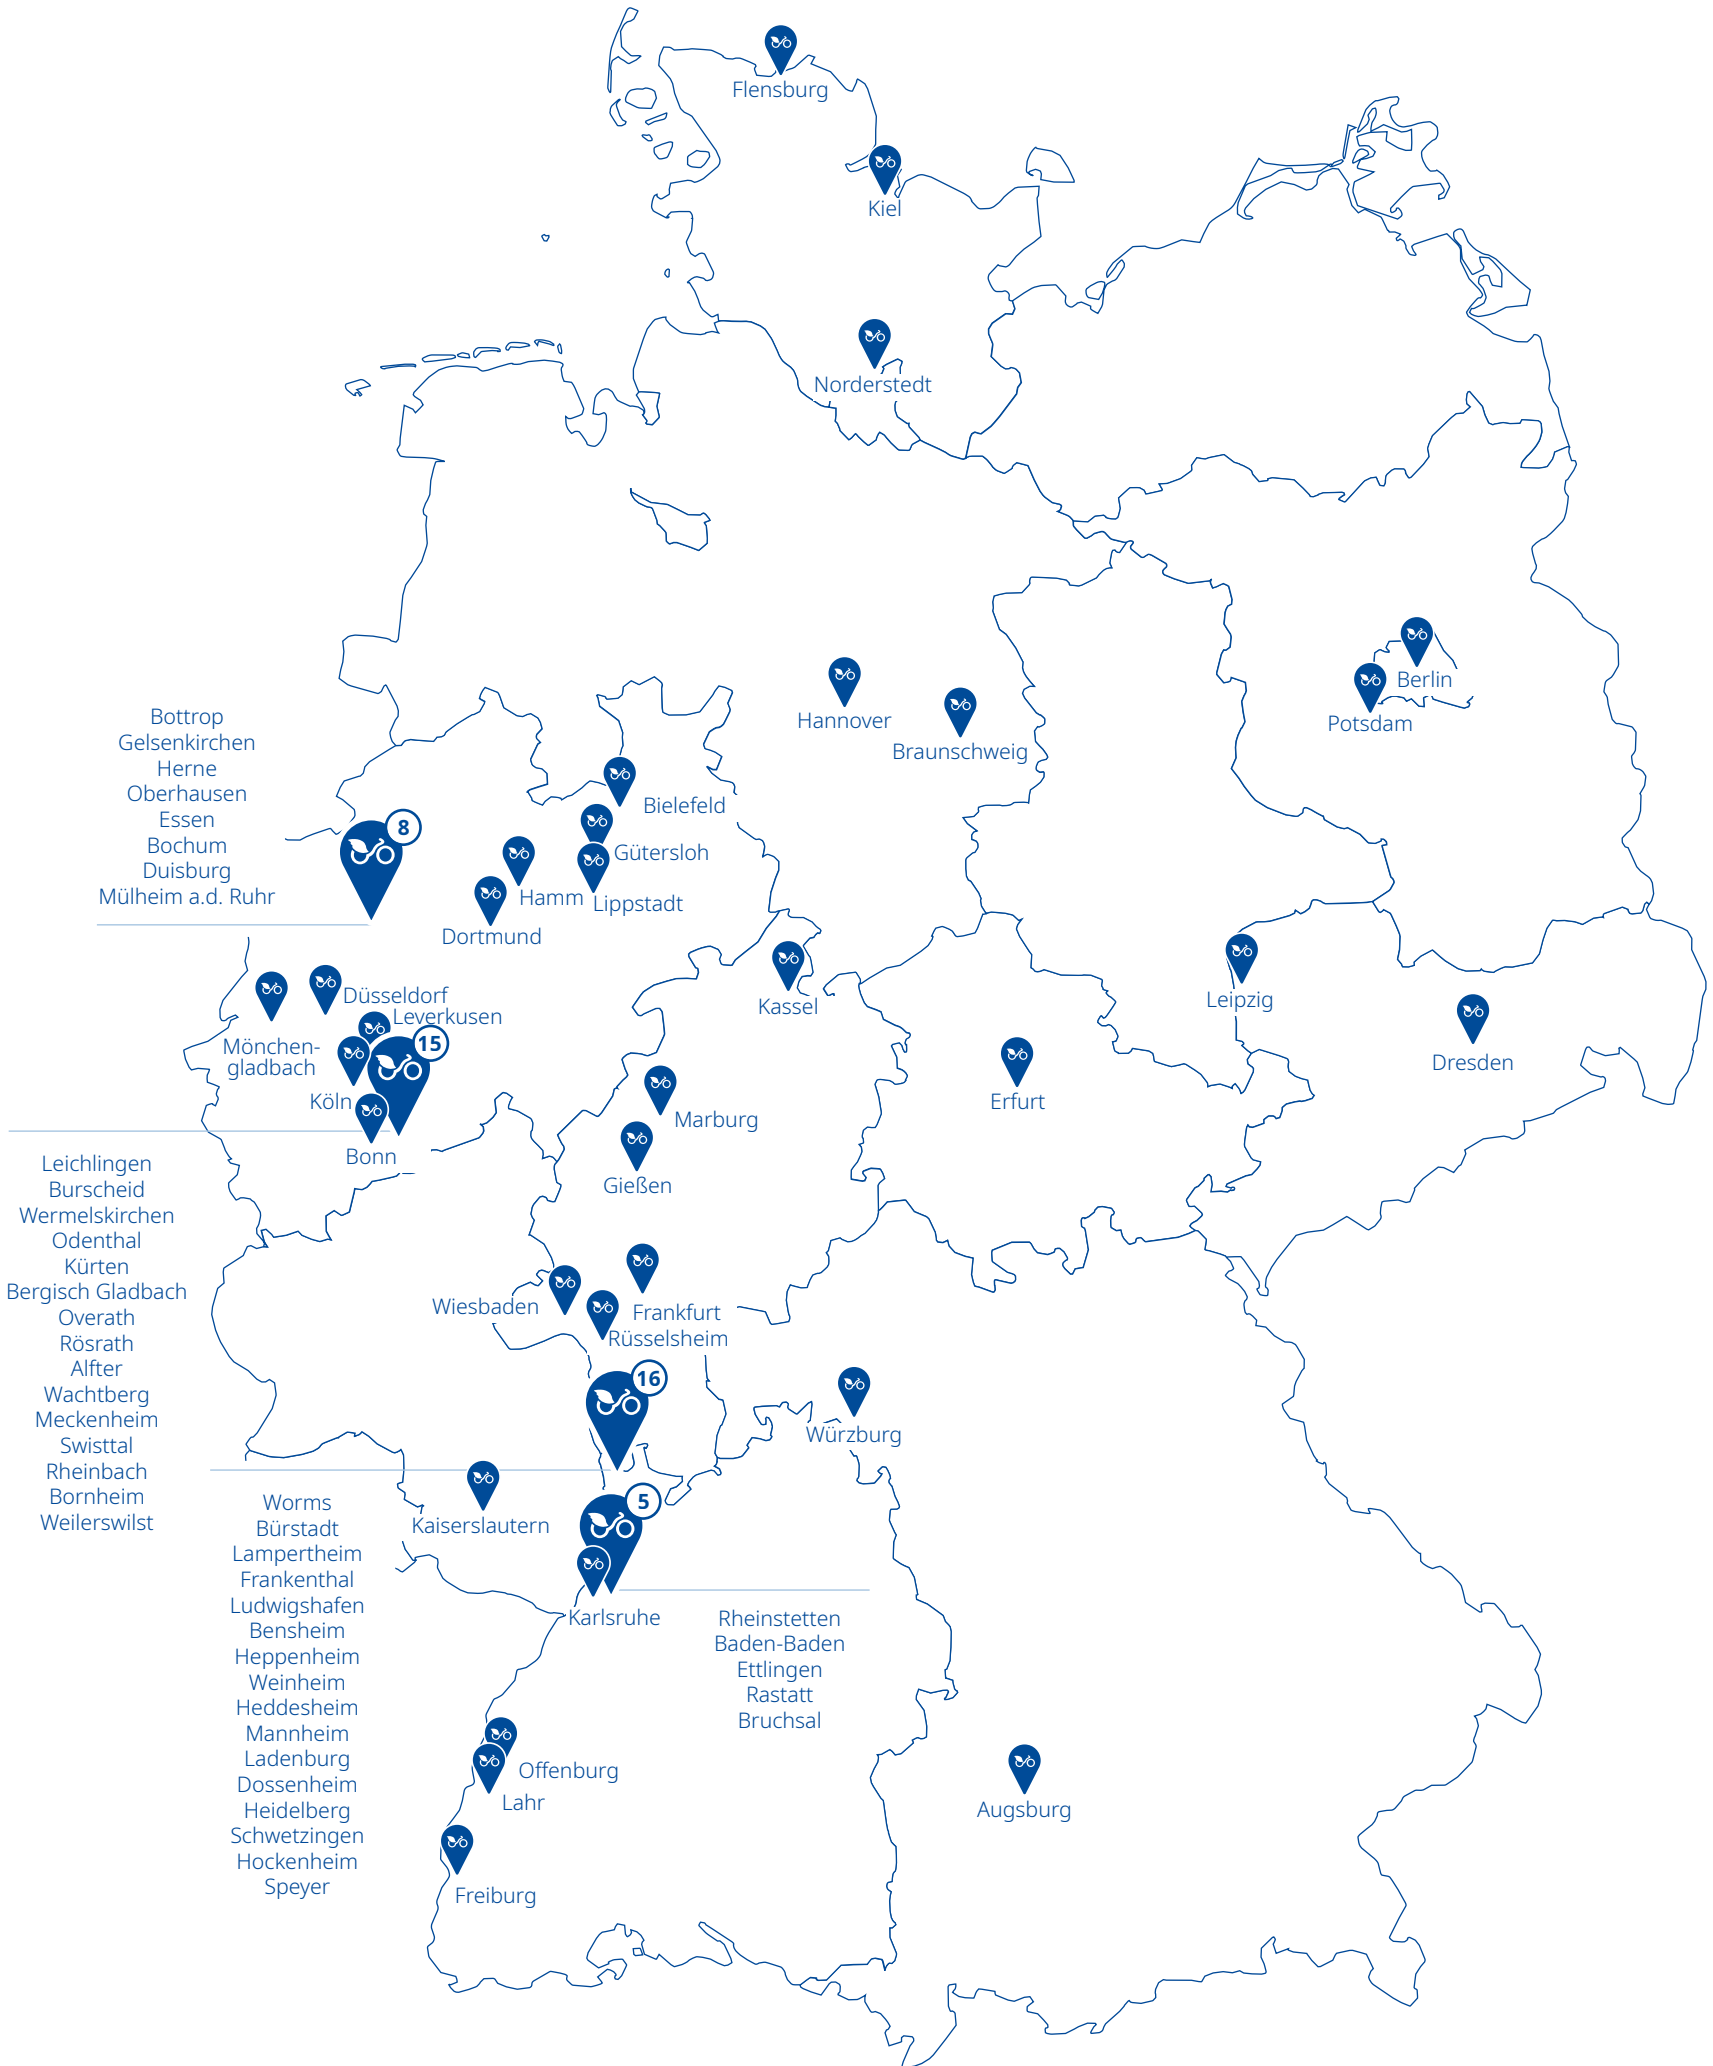 Flensburg
Kiel
Norderstedt
Hannover
Braunschweig
Berlin
Potsdam
Bottrop
Gelsenkirchen
Herne
Oberhausen
Essen
Bochum
Duisburg
Mülheim a.d. Ruhr
8
Bielefeld
Gütersloh
Hamm
Lippstadt
Dortmund
Kassel
Leipzig
Dresden
Erfurt
Düsseldorf
Leverkusen
15
Mönchen-
gladbach
Köln
Bonn
Marburg
Gießen
Leichlingen
Burscheid
Wermelskirchen
Odenthal
Kürten
Bergisch Gladbach
Overath
Rösrath
Alfter
Wachtberg
Meckenheim
Swisttal
Rheinbach
Bornheim
Weilerswilst
Wiesbaden
Frankfurt
Rüsselsheim
16
Würzburg
Kaiserslautern
5
Karlsruhe
Worms
Bürstadt
Lampertheim
Frankenthal
Ludwigshafen
Bensheim
Heppenheim
Weinheim
Heddesheim
Mannheim
Ladenburg
Dossenheim
Heidelberg
Schwetzingen
Hockenheim
Speyer
Rheinstetten
Baden-Baden
Ettlingen
Rastatt
Bruchsal
Offenburg
Lahr
Freiburg
Augsburg